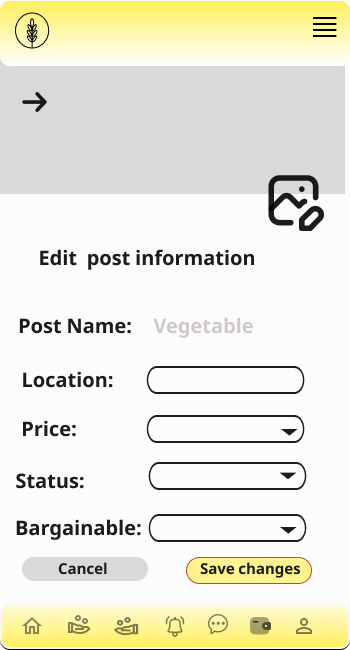 Edit post information
Post Name: Vegetable
Location:
Price:
Status:
Bargainable:
Cancel Save changes